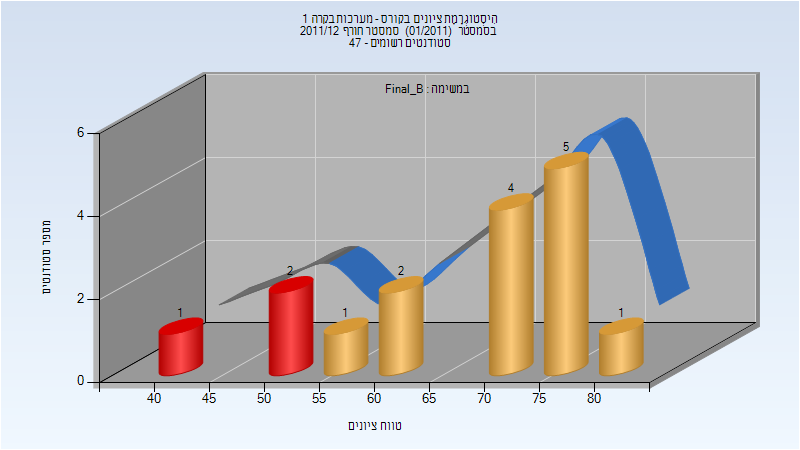 היסטוגרמת ציונים בקורס - מערכות בקרה 1
בסמסטר (01/2011) סמסטר חורף 2011/12
סטודנטים רשומים - 47
במשימה : Final_B
מספר סטודנטים
6
4
2
0
1
2
1
2
4
5
1
40 45 50 55 60 65 70 75 80
טווח ציונים